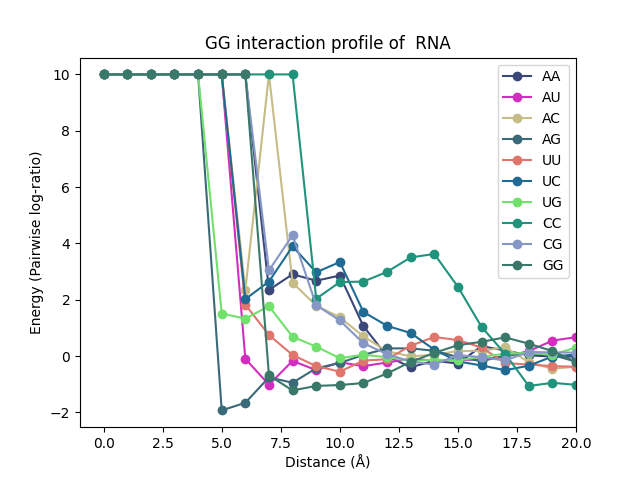 GG interaction profile of  RNA
Energy (Pairwise log-ratio)
10
8
6
4
2
0
−2
0.0
2.5
5.0
7.5
10.0
12.5
15.0
17.5
20.0
Distance (Å)
AA
AU
AC
AG
UU
UC
UG
CC
CG
GG